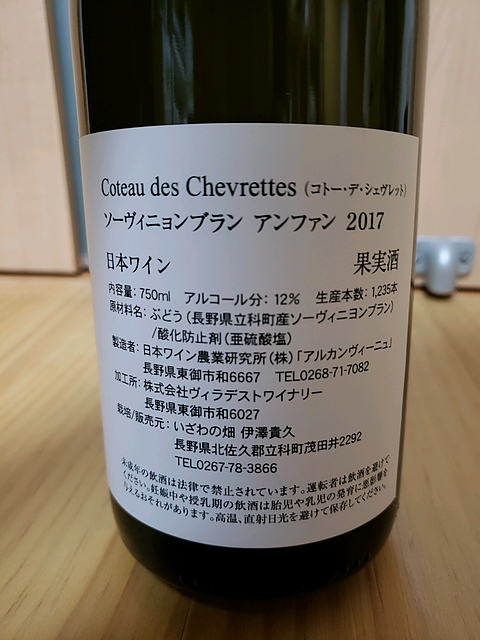 Coteau des Chevrettes (コトー・デ・シェヴレット)
ソーヴィニョンブラン アンファン 2017
日本ワイン 果実酒
内容量:750ml アルコール分:12% 生産本数:1,235本
原材料名:ぶどう(長野県立科町産ソーヴィニヨンブラン)
/酸化防止剤(亜硫酸塩)
製造者:日本ワイン農業研究所(株)「アルカンヴィーニュ」
長野県東御市和6667 TEL0268-71-7082
加工所:株式会社ヴィラデストワイナリー
長野県東御市和6027
栽培/販売元:いざわの畑 伊澤貴久
長野県北佐久郡立科町茂田井2292
TEL0267-78-3866
未成年の飲酒は法律で禁止されています。運転者は飲酒を避けて
ください。妊娠中や授乳期の飲酒は胎児や乳児の発育に悪影響を
与えるおそれがあります。高温、直射日光を避けて保存してください。